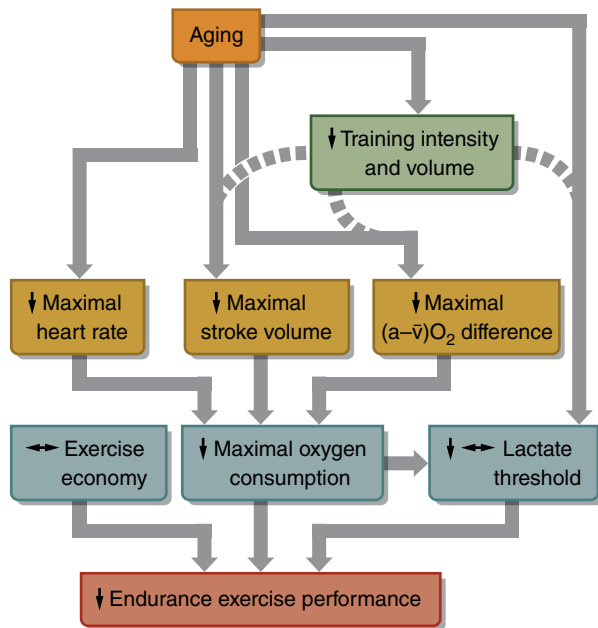 Aging
↓ Training intensity
and volume
↓ Maximal
heart rate
↓ Maximal
stroke volume
↓ Maximal
(a–v̄)O₂ difference
↔ Exercise
economy
↓ Maximal oxygen
consumption
↓ ↔ Lactate
threshold
↓ Endurance exercise performance